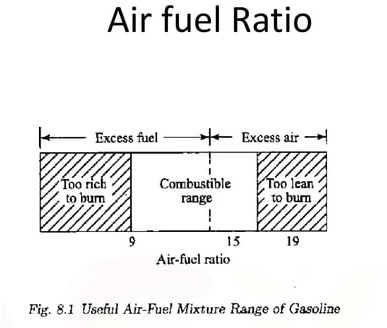 Air fuel Ratio
Excess fuel Excess air
Too rich
to burn
Combustible
range
Too lean
to burn
9 15 19
Air-fuel ratio
Fig. 8.1 Useful Air-Fuel Mixture Range of Gasoline